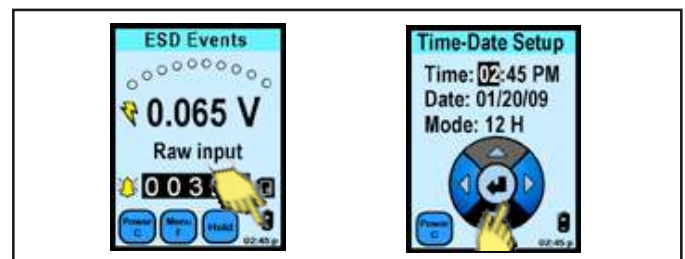 ESD Events
0.065 V
Raw input
003
Power
C
Menu
F
Hold
02:45 p
Time-Date Setup
Time: 02:45 PM
Date: 01/20/09
Mode: 12 H
Power
C
02:45 p